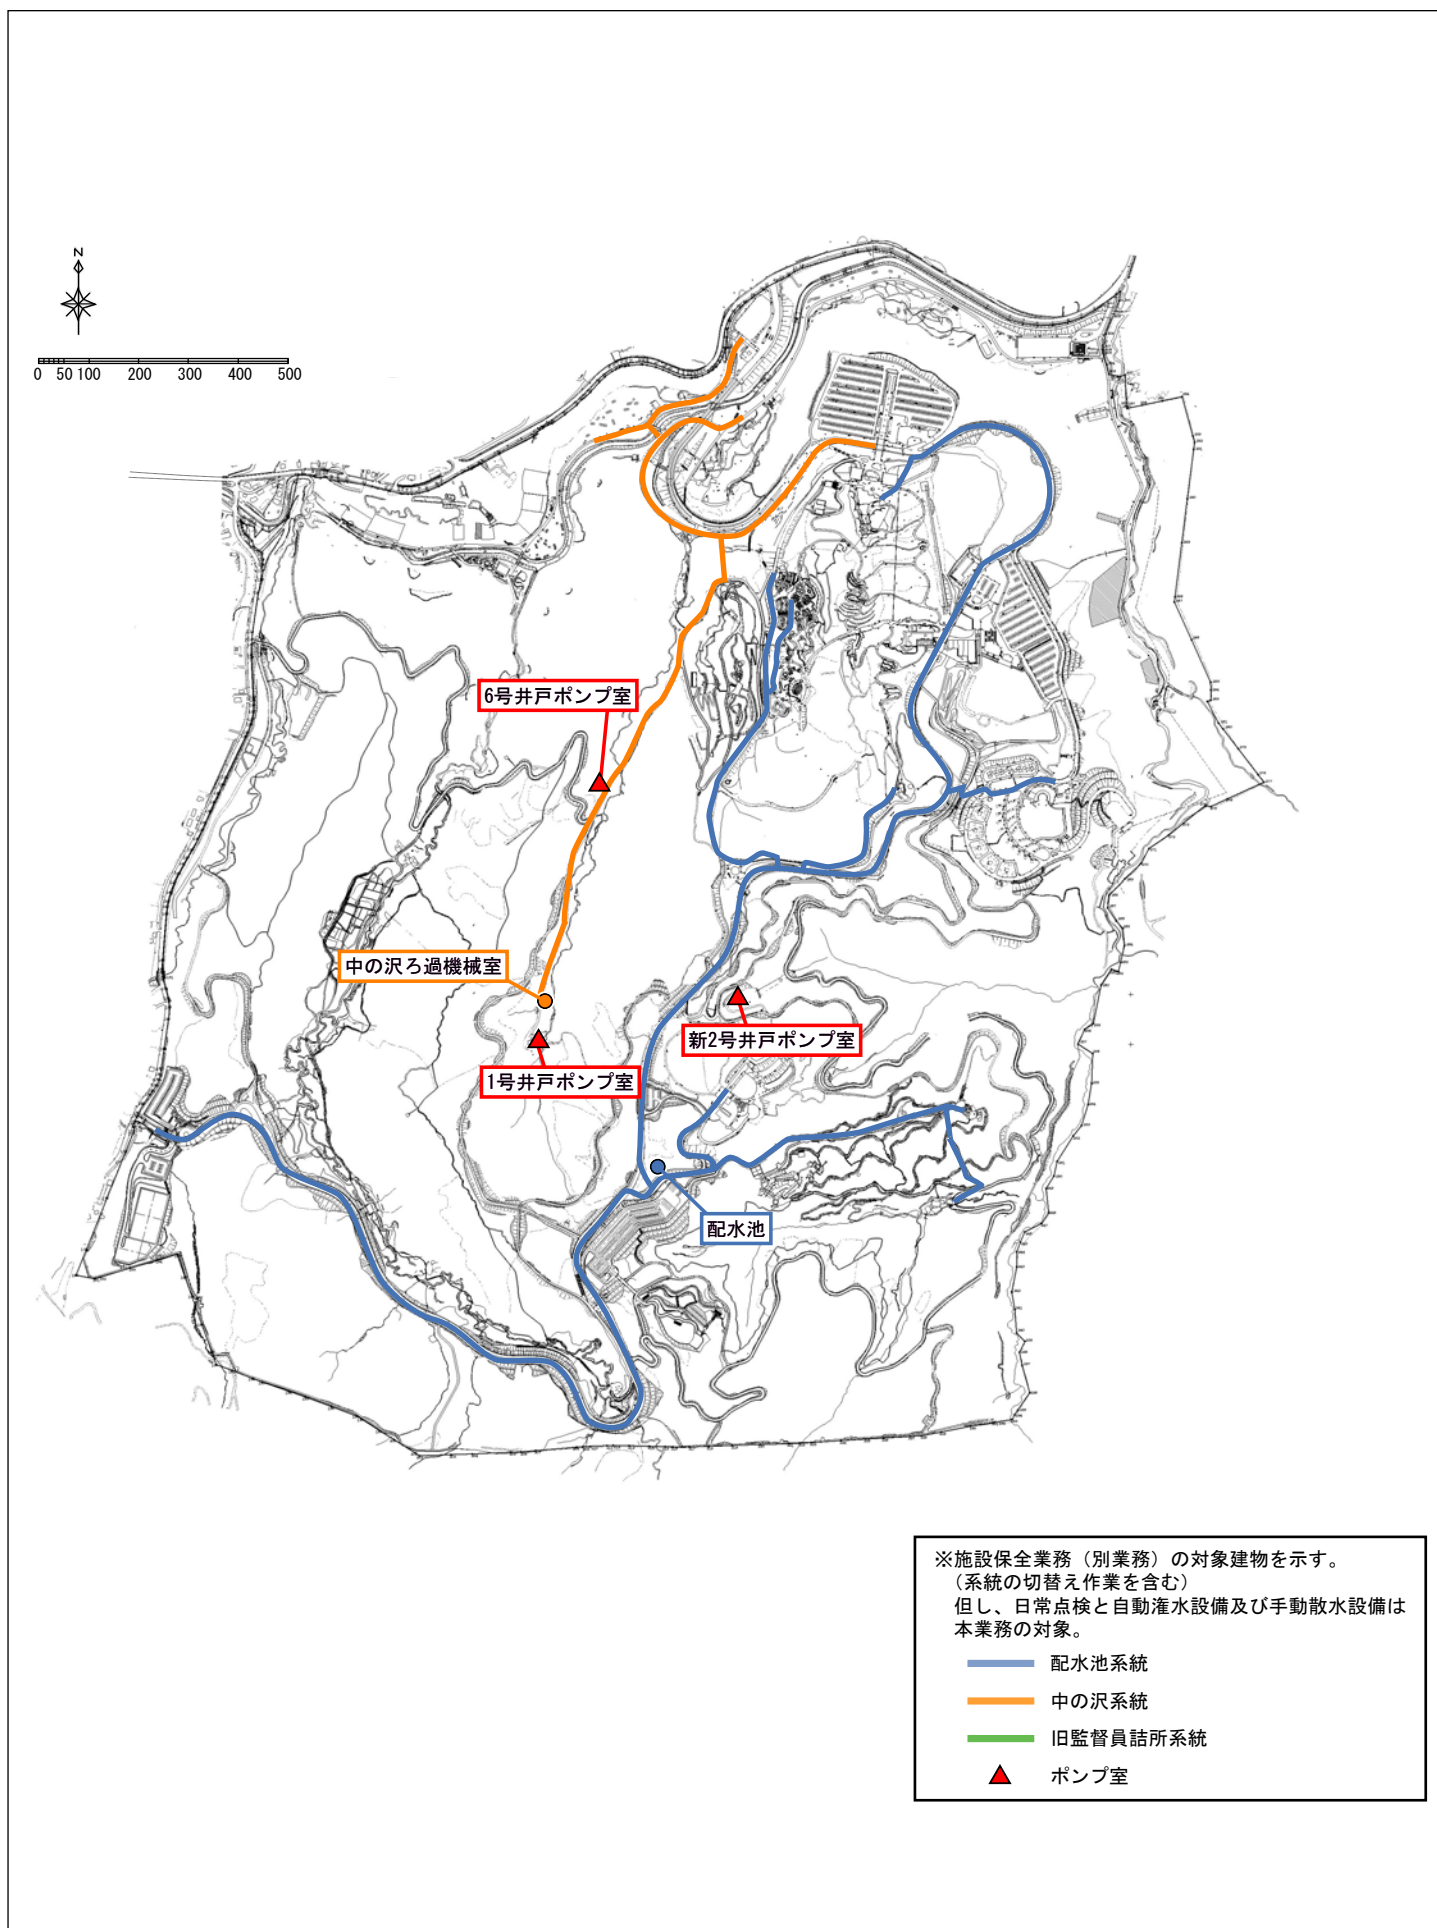 N
0 50 100 200 300 400 500
6号井戸ポンプ室
中の沢ろ過機械室
新2号井戸ポンプ室
1号井戸ポンプ室
配水池
※施設保全業務（別業務）の対象建物を示す。
（系統の切替え作業を含む）
但し、日常点検と自動潅水設備及び手動散水設備は
本業務の対象。
配水池系統
中の沢系統
旧監督員詰所系統
ポンプ室